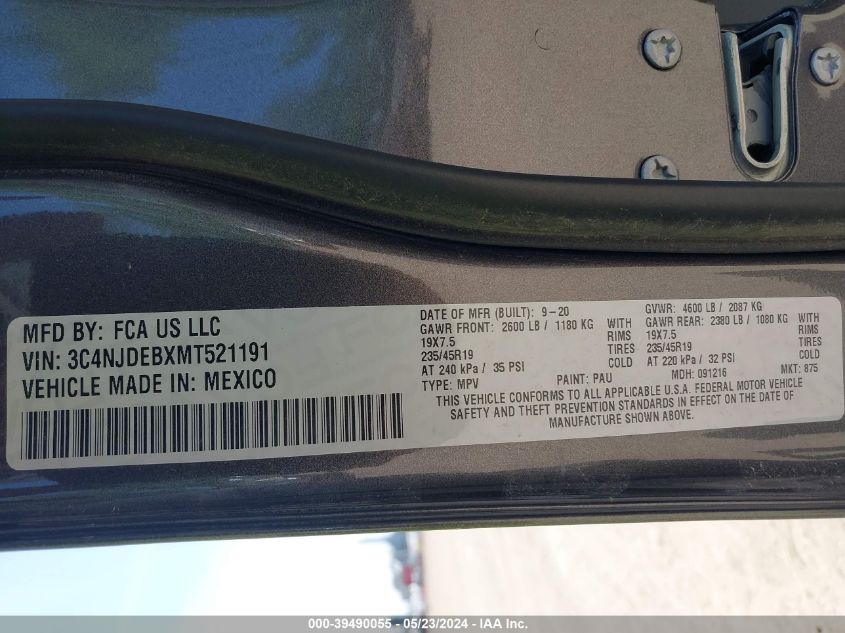 MFD BY: FCA US LLC
VIN: 3C4NJDEBXMT521191
VEHICLE MADE IN: MEXICO
DATE OF MFR (BUILT): 9-20 GVWR: 4600 LB / 2087 KG
GAWR FRONT: 2600 LB / 1180 KG WITH GAWR REAR: 2380 LB / 1080 KG WITH
19X7.5 RIMS 19X7.5 RIMS
235/45R19 TIRES 235/45R19 TIRES
AT 240 kPa / 35 PSI COLD AT 220 kPa / 32 PSI COLD
TYPE: MPV PAINT: PAU MDH: 091216 MKT: 875
THIS VEHICLE CONFORMS TO ALL APPLICABLE U.S.A. FEDERAL MOTOR VEHICLE
SAFETY AND THEFT PREVENTION STANDARDS IN EFFECT ON THE DATE OF
MANUFACTURE SHOWN ABOVE.
000-39490055 - 05/23/2024 - IAA Inc.